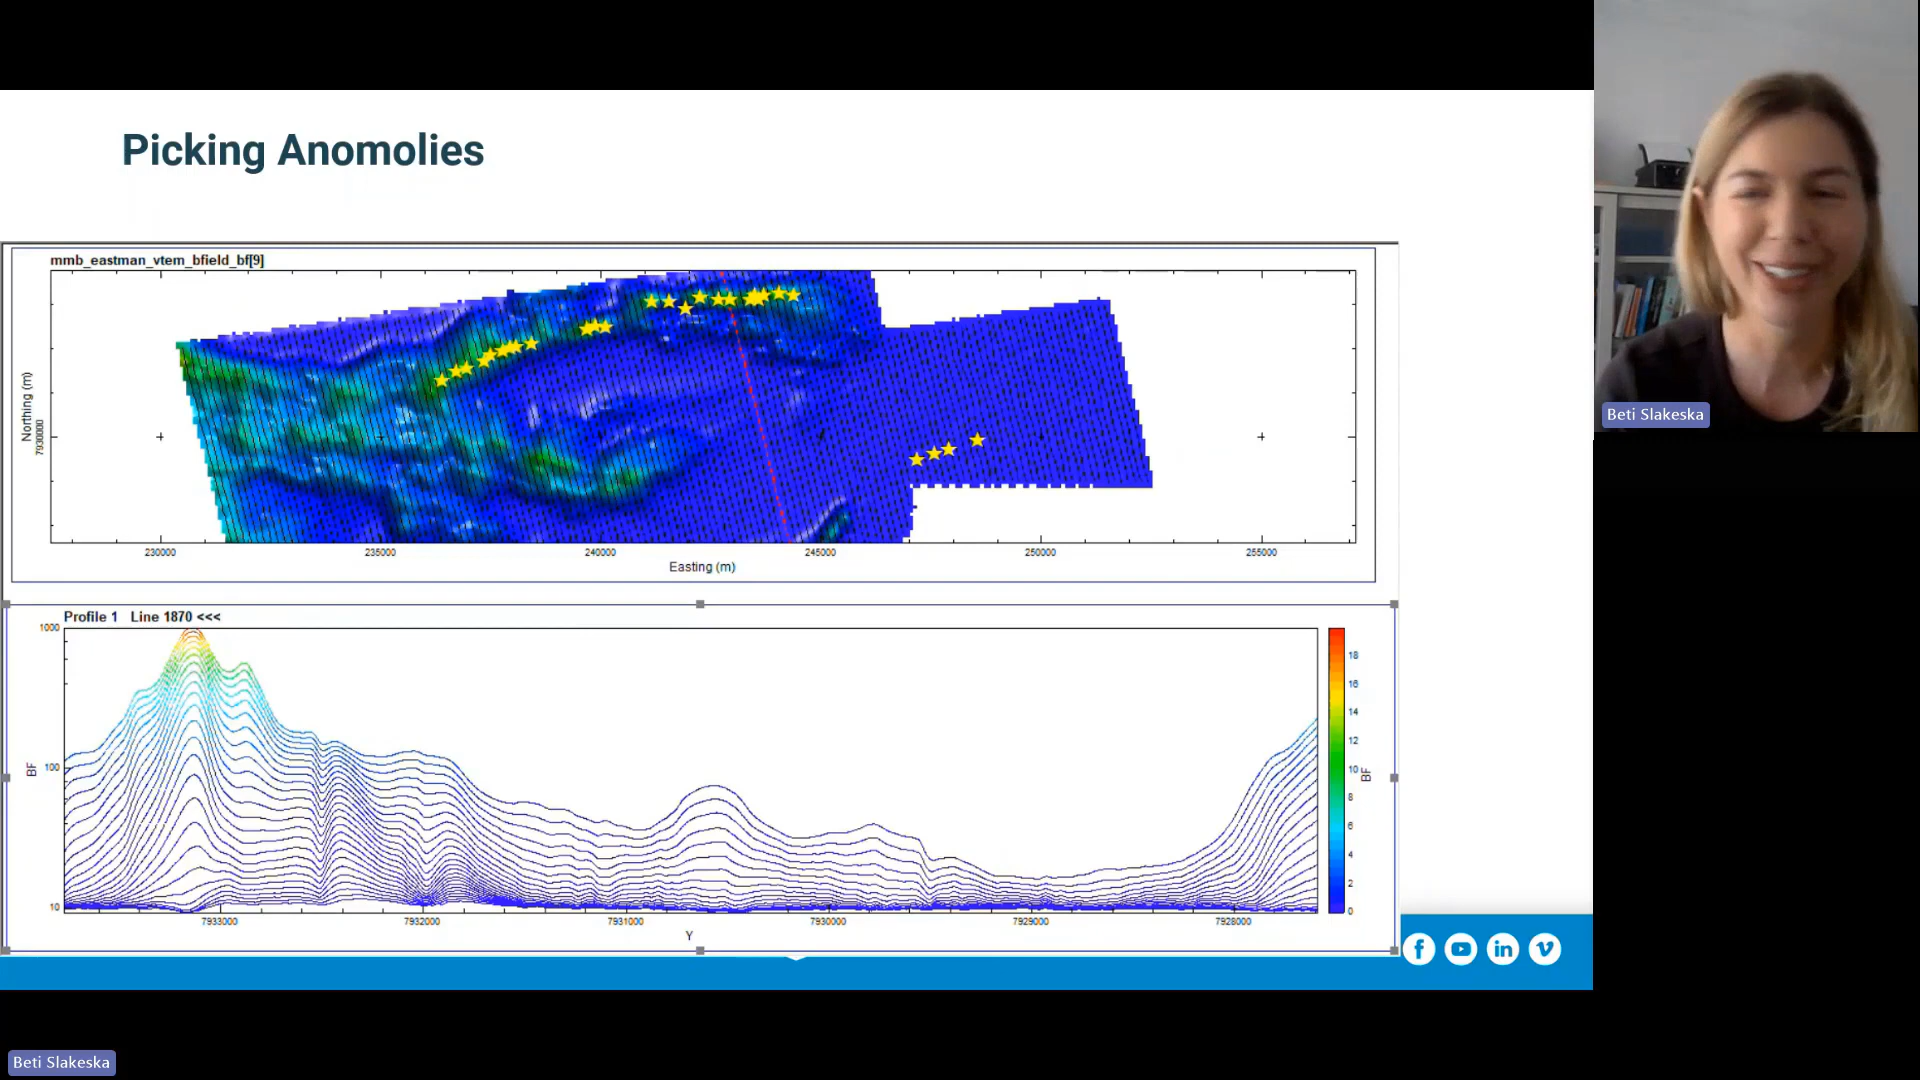 Picking Anomolies
mmb_eastman_vtem_bfield_bf[9]
Northing (m)
7930000
230000 235000 240000 245000 250000 255000
Easting (m)
Profile 1 Line 1870 <<<
1000
100
10
BF
7933000 7932000 7931000 7930000 7929000 7928000
Y
18
16
14
12
10
8
6
4
2
0
BF
Beti Slakeska
Beti Slakeska